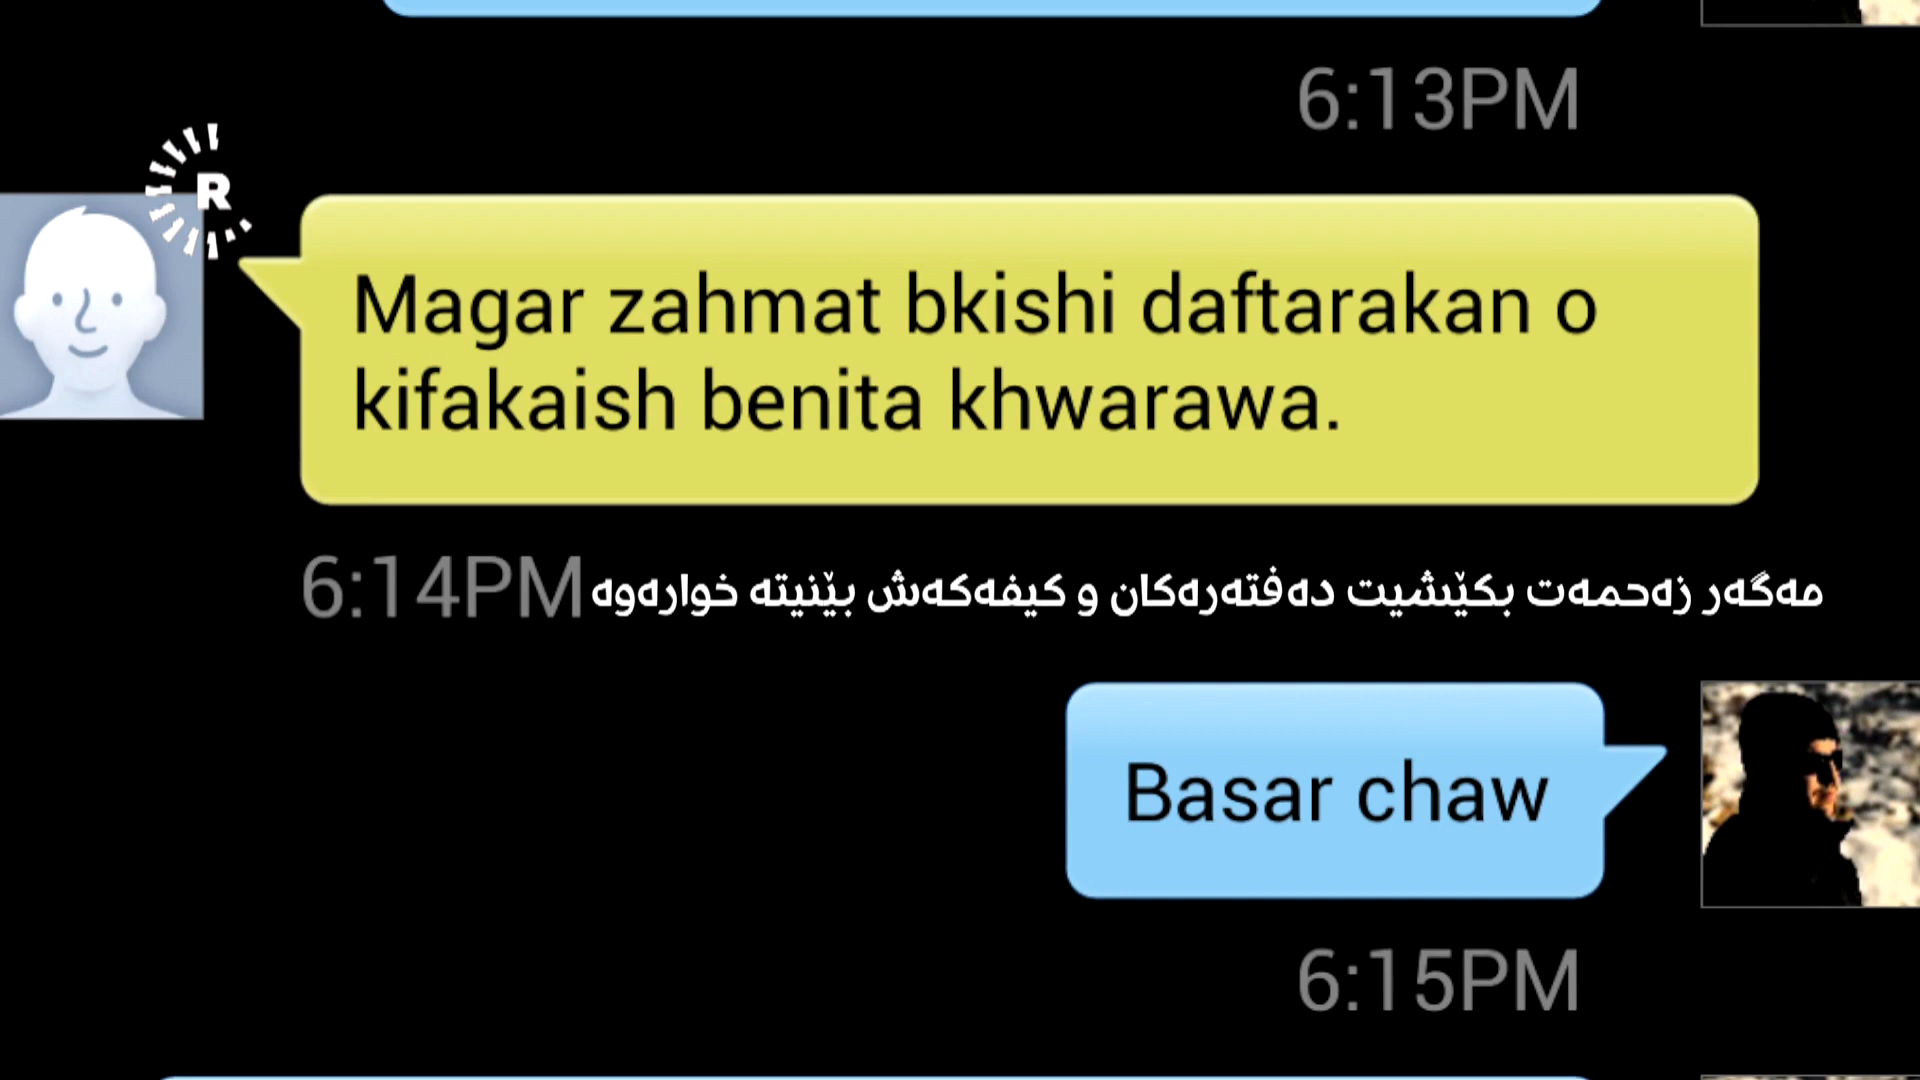 6:13PM
R
Magar zahmat bkishi daftarakan o
kifakaish benita khwarawa.
6:14PM
مەگەر زەحمەت بکێشیت دەفتەرەکان و کیفەکەش بێنیتە خوارەوە
Basar chaw
6:15PM